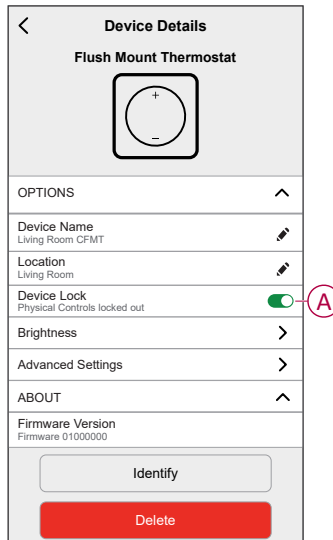 Device Details
Flush Mount Thermostat
+
–
OPTIONS
Device Name
Living Room CFMT
Location
Living Room
Device Lock
Physical Controls locked out
A
Brightness
Advanced Settings
ABOUT
Firmware Version
Firmware 01000000
Identify
Delete